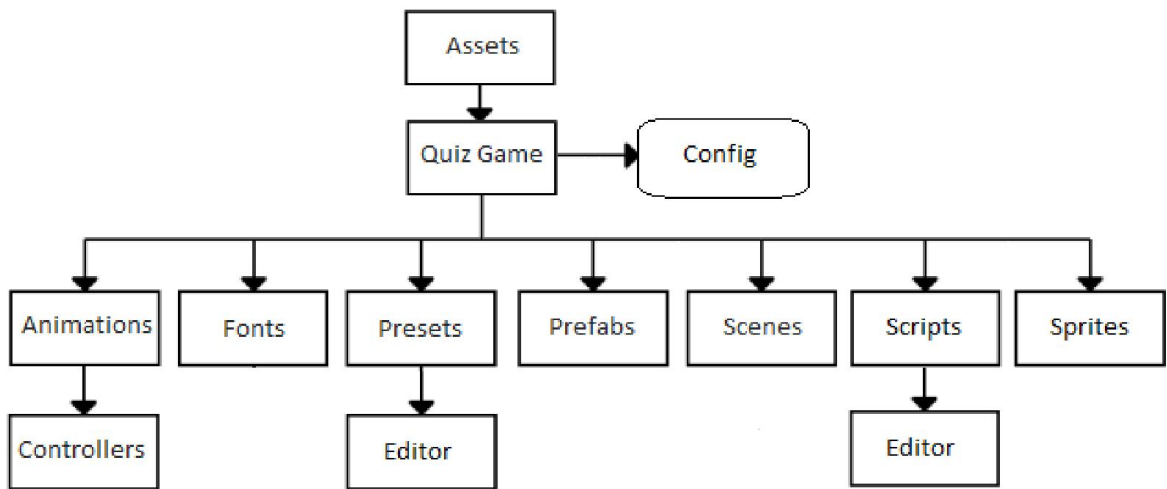 Assets
Quiz Game
Config
Animations
Fonts
Presets
Prefabs
Scenes
Scripts
Sprites
Controllers
Editor
Editor